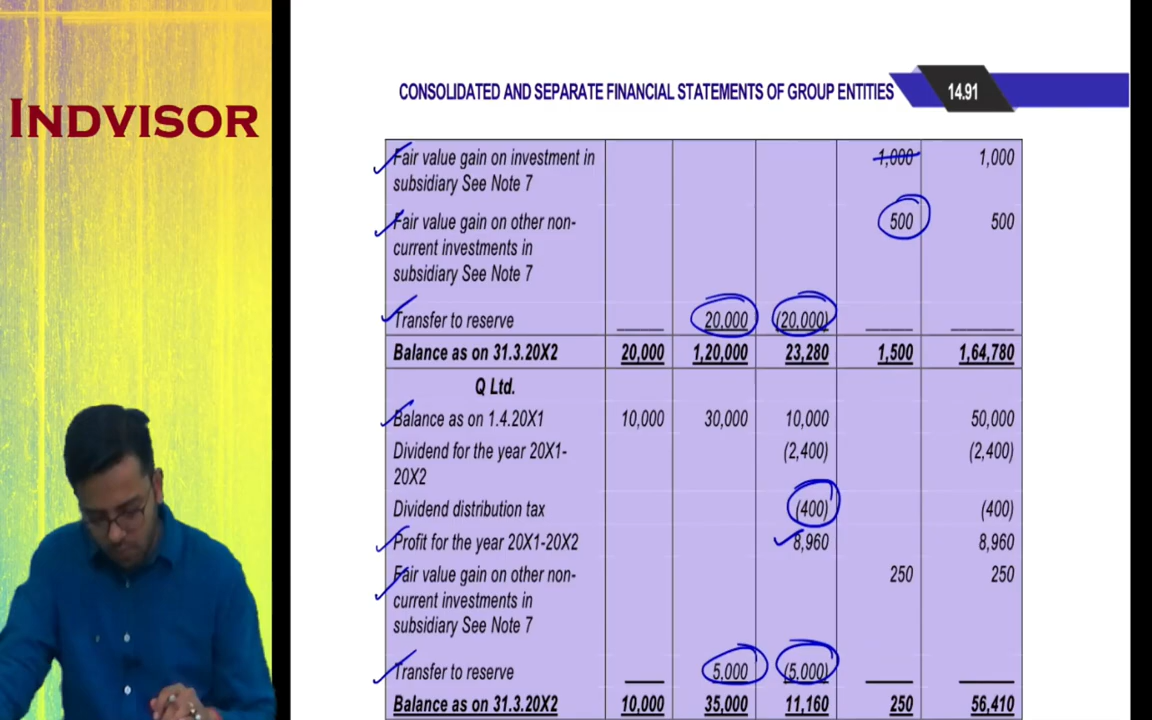 INDVISOR
CONSOLIDATED AND SEPARATE FINANCIAL STATEMENTS OF GROUP ENTITIES 14.91
Fair value gain on investment in 1,000 1,000
subsidiary See Note 7
Fair value gain on other non- 500 500
current investments in
subsidiary See Note 7
Transfer to reserve 20,000 (20,000)
Balance as on 31.3.20X2 20,000 1,20,000 23,280 1,500 1,64,780
Q Ltd.
Balance as on 1.4.20X1 10,000 30,000 10,000 50,000
Dividend for the year 20X1- (2,400) (2,400)
20X2
Dividend distribution tax (400) (400)
Profit for the year 20X1-20X2 8,960 8,960
Fair value gain on other non- 250 250
current investments in
subsidiary See Note 7
Transfer to reserve 5,000 (5,000)
Balance as on 31.3.20X2 10,000 35,000 11,160 250 56,410